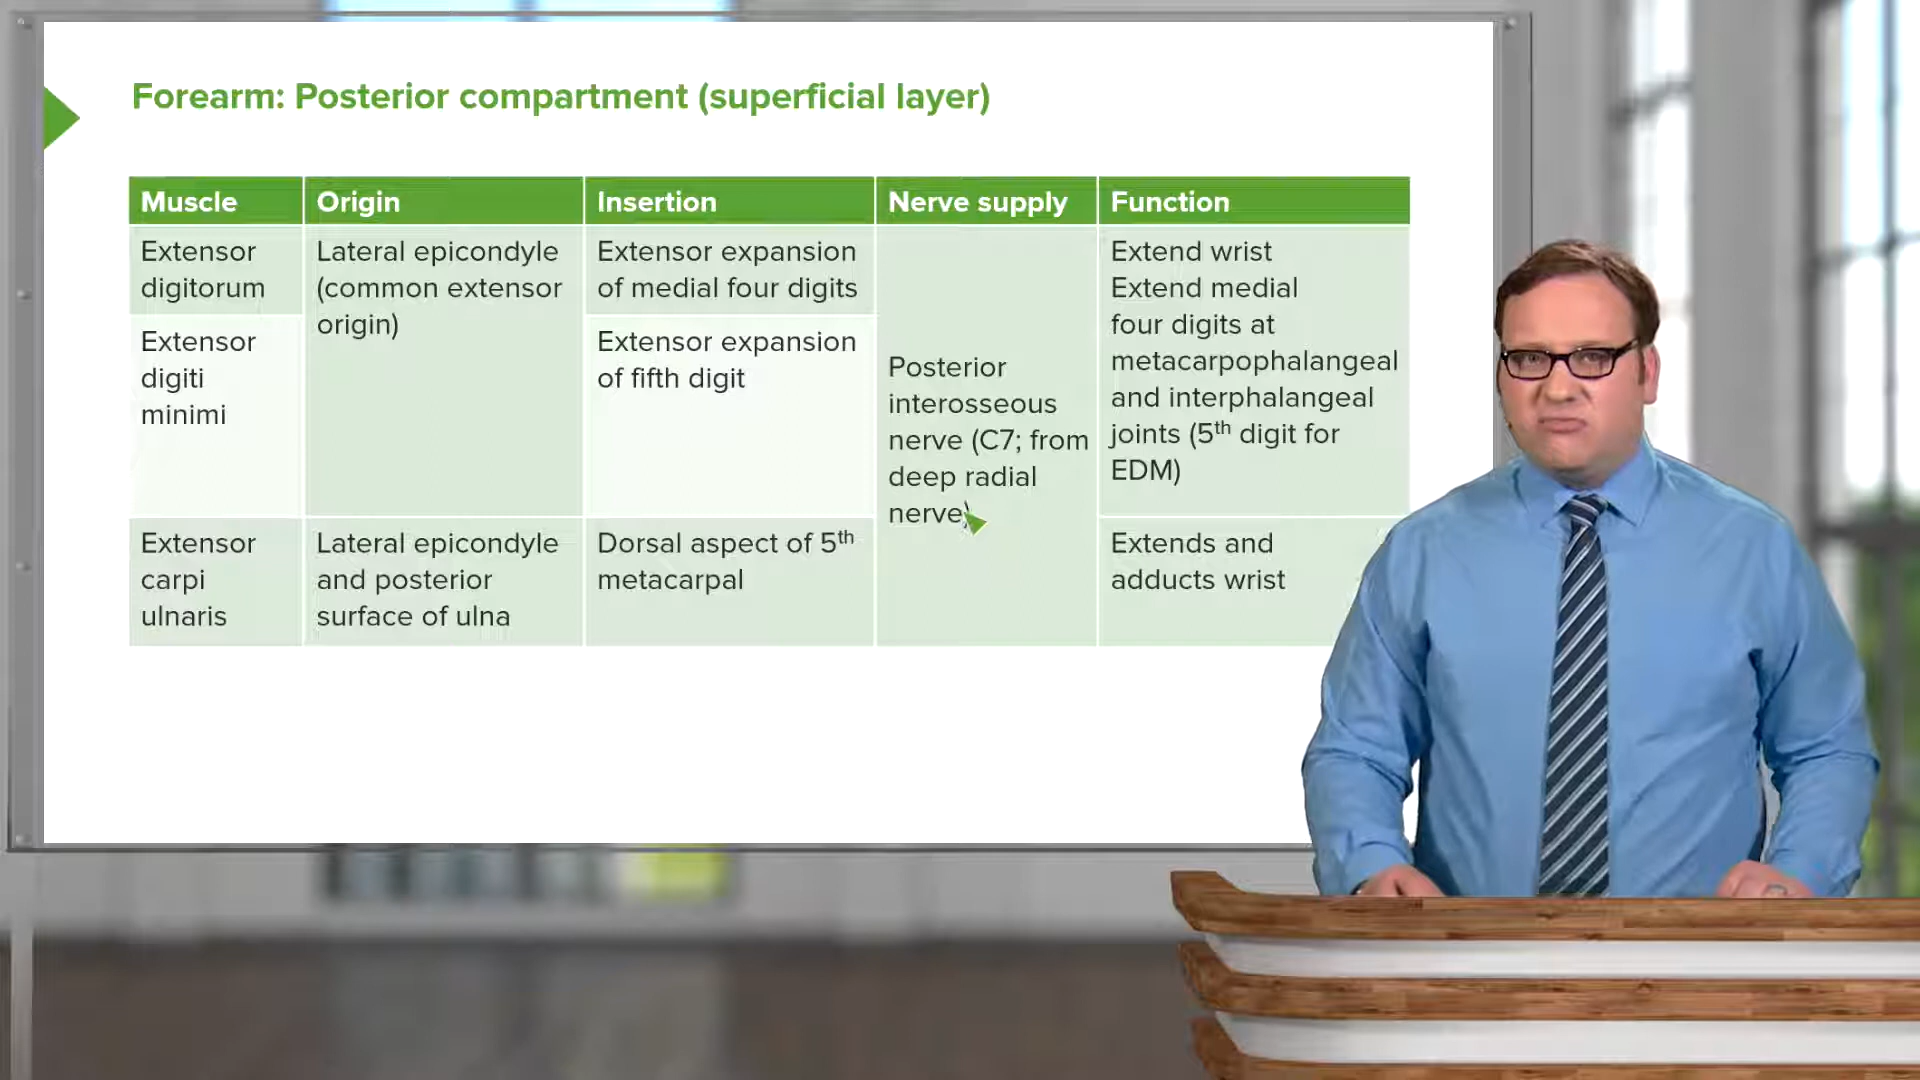 Forearm: Posterior compartment (superficial layer)
Muscle
Origin
Insertion
Nerve supply
Function
Extensor
digitorum
Lateral epicondyle
(common extensor
origin)
Extensor expansion
of medial four digits
Posterior
interosseous
nerve (C7; from
deep radial
nerve)
Extend wrist
Extend medial
four digits at
metacarpophalangeal
and interphalangeal
joints (5th digit for
EDM)
Extensor
digiti
minimi
Extensor expansion
of fifth digit
Extensor
carpi
ulnaris
Lateral epicondyle
and posterior
surface of ulna
Dorsal aspect of 5th
metacarpal
Extends and
adducts wrist